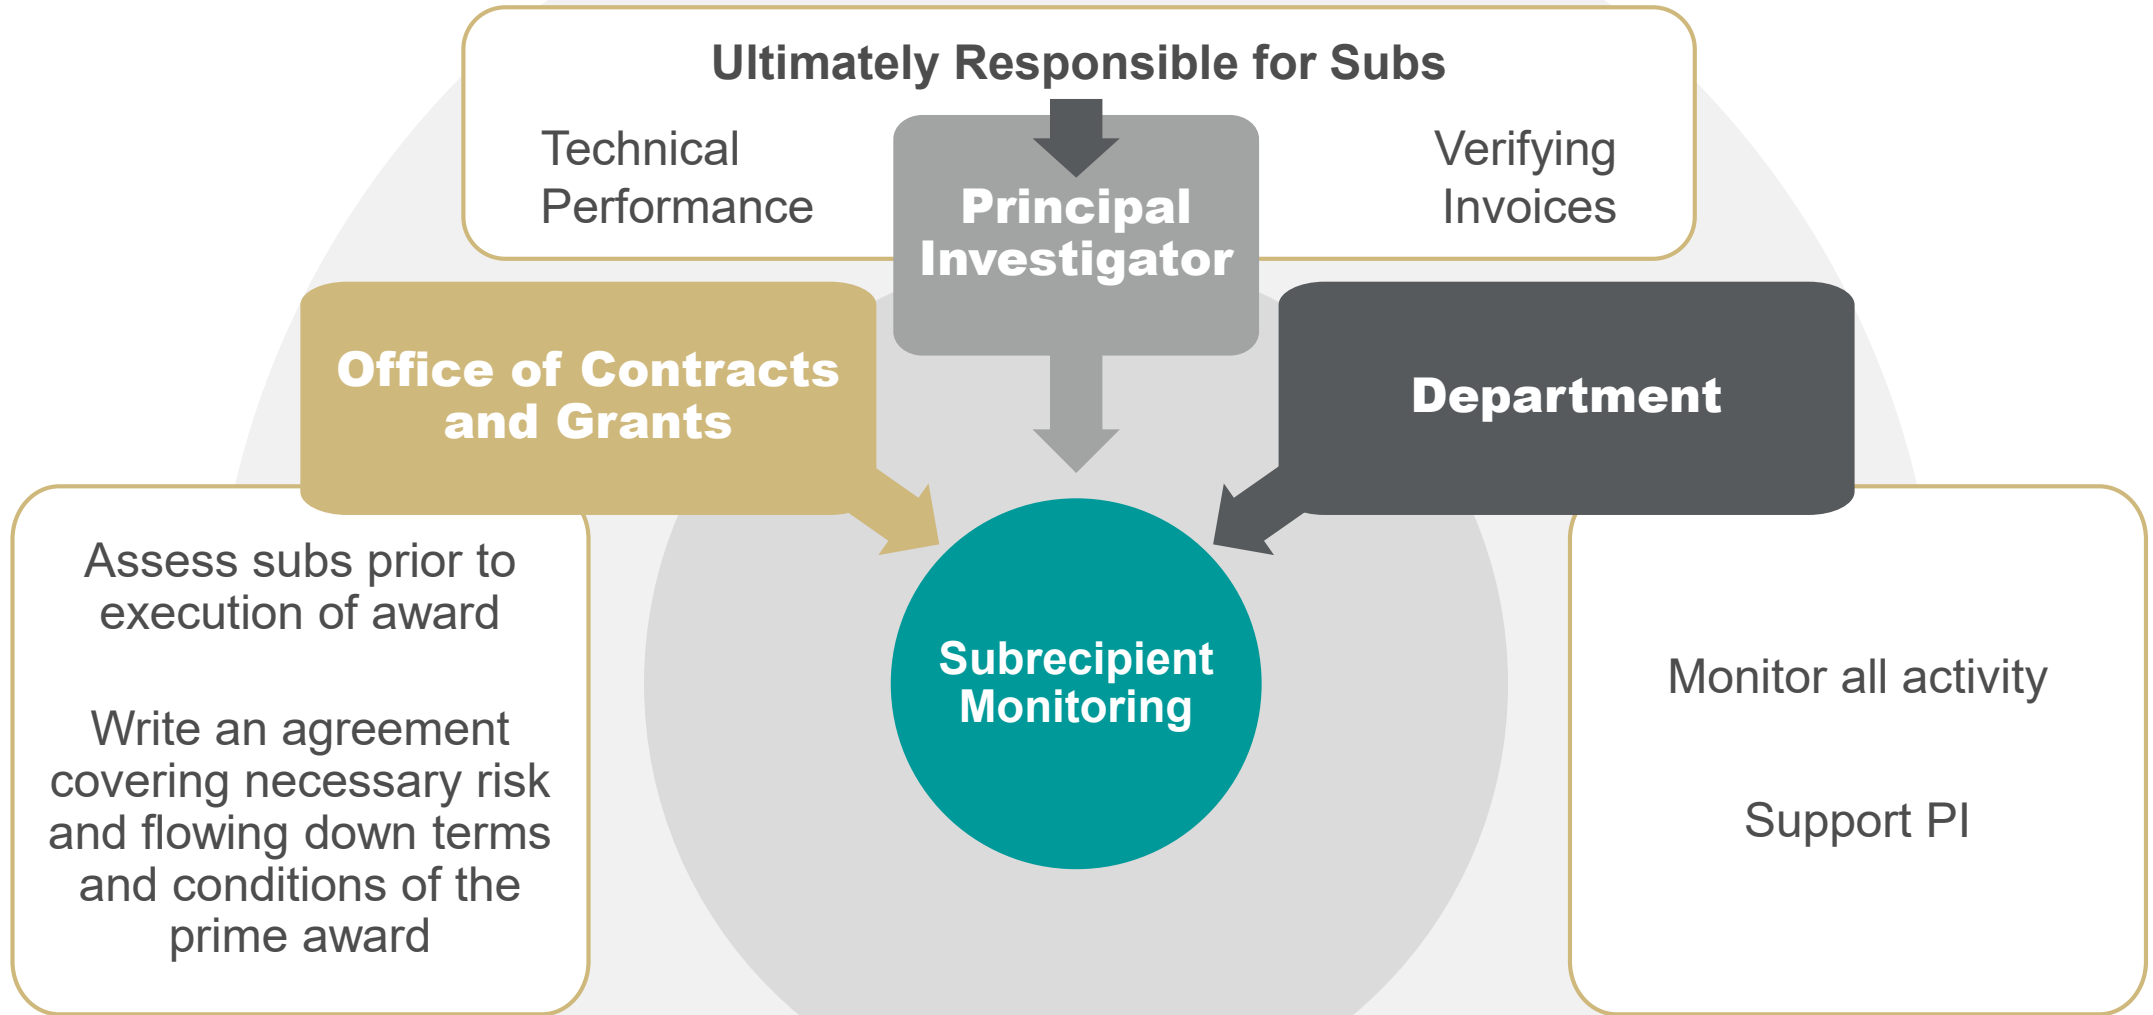 Ultimately Responsible for Subs
Technical
Performance
Principal
Investigator
Verifying
Invoices
Office of Contracts
and Grants
Department
Assess subs prior to
execution of award
Write an agreement
covering necessary risk
and flowing down terms
and conditions of the
prime award
Subrecipient
Monitoring
Monitor all activity
Support PI